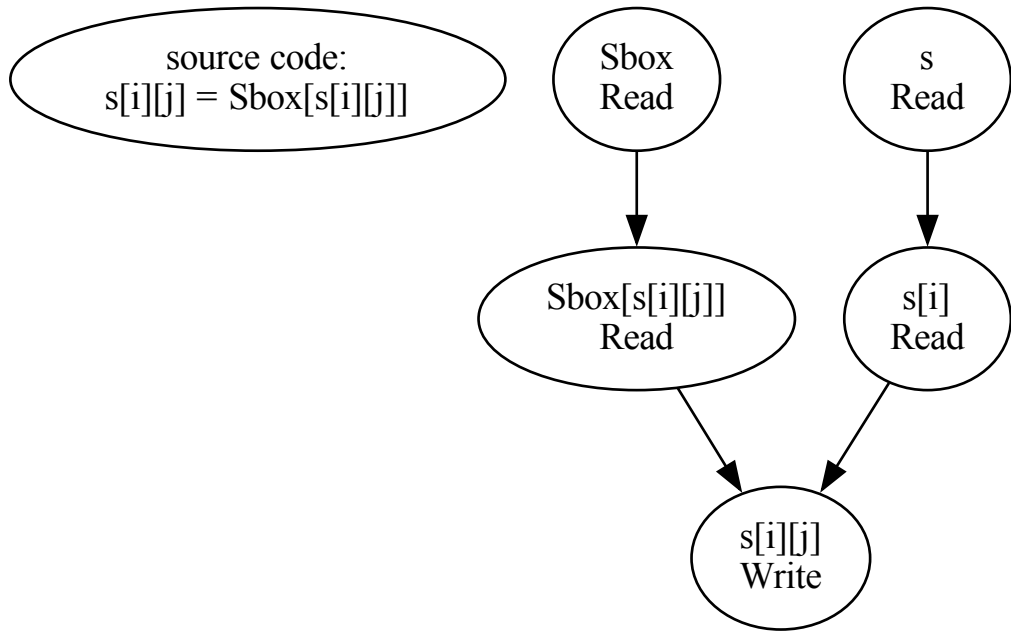 source code:
s[i][j] = Sbox[s[i][j]]
Sbox
Read
s
Read
Sbox[s[i][j]]
Read
s[i]
Read
s[i][j]
Write